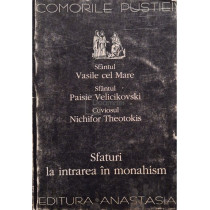 COMORILE PUSTIEI
Sfântul
Vasile cel Mare
Sfântul
Paisie Velicikovski
Cuviosul
Nichifor Theotokis
Sfaturi
la intrarea în monahism
EDITURA ANASTASIA